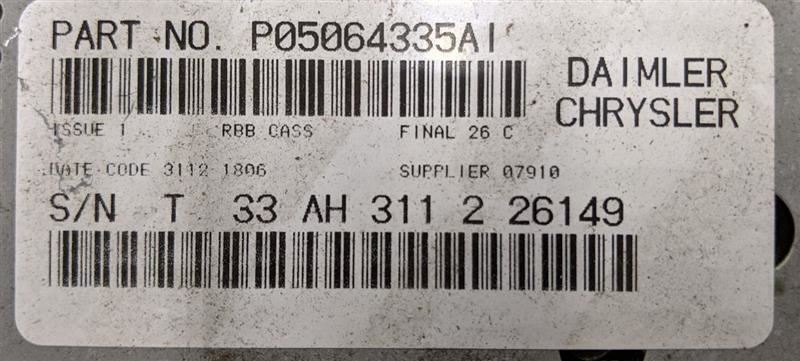 PART NO. P05064335AI
DAIMLER
CHRYSLER
ISSUE 1 RBB CASS FINAL 26 C
DATE CODE 3112 1806 SUPPLIER 07910
S/N T 33 AH 311 2 26149